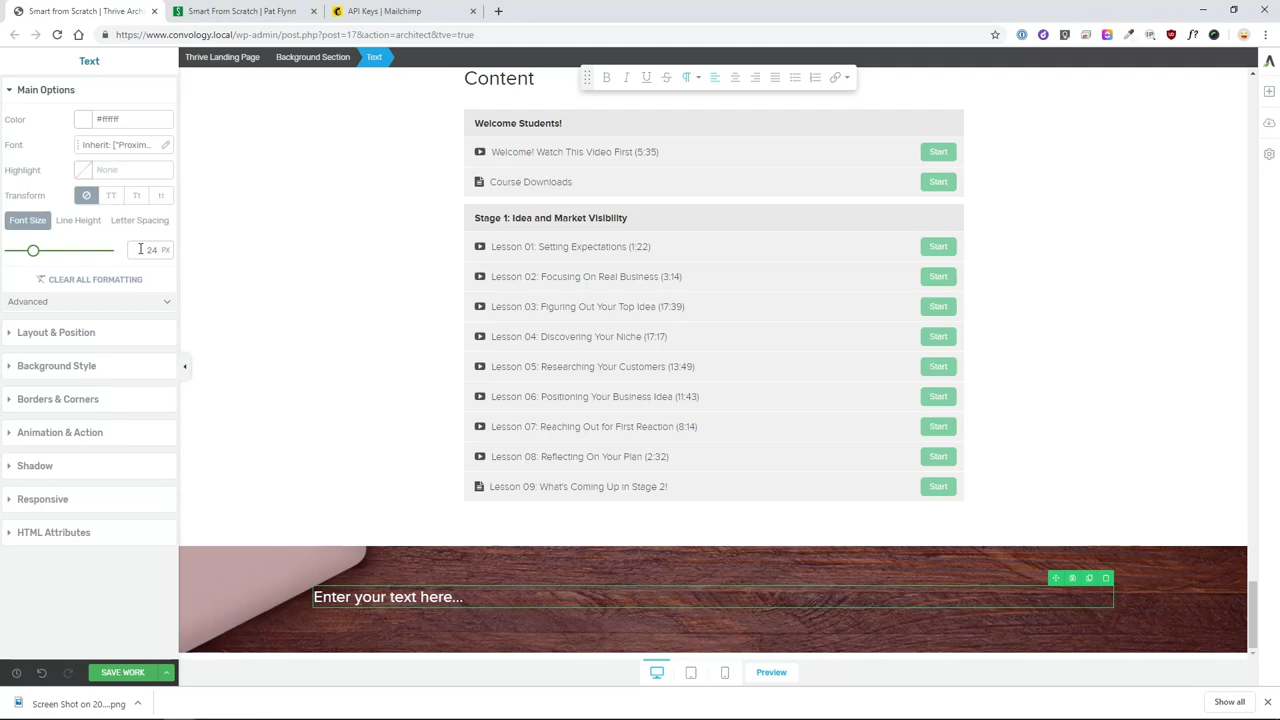 Smart from Scratch | Thrive Archi
Smart From Scratch | Pat Flynn
API Keys | Mailchimp
https://www.convology.local/wp-admin/post.php?post=17&action=architect&tve=true
Text
Thrive Landing Page
Background Section
Text
Main Options
Color
#ffffff
Font
Inherit: ["Proxim...
Highlight
None
Transform
TT
Tt
tt
Font Size
Line Height
Letter Spacing
24 PX
CLEAR ALL FORMATTING
Advanced
Layout & Position
Background Style
Borders & Corners
Animation & Action
Shadow
Responsive
HTML Attributes
SAVE WORK
Content
B I U S
Welcome Students!
Welcome! Watch This Video First (5:35)
Start
Course Downloads
Start
Stage 1: Idea and Market Visibility
Lesson 01: Setting Expectations (1:22)
Start
Lesson 02: Focusing On Real Business (3:14)
Start
Lesson 03: Figuring Out Your Top Idea (17:39)
Start
Lesson 04: Discovering Your Niche (17:17)
Start
Lesson 05: Researching Your Customers (13:49)
Start
Lesson 06: Positioning Your Business Idea (11:43)
Start
Lesson 07: Reaching Out for First Reaction (8:14)
Start
Lesson 08: Reflecting On Your Plan (2:32)
Start
Lesson 09: What's Coming Up in Stage 2!
Start
Enter your text here...
Preview
Screen Shot on 20....png
Show all